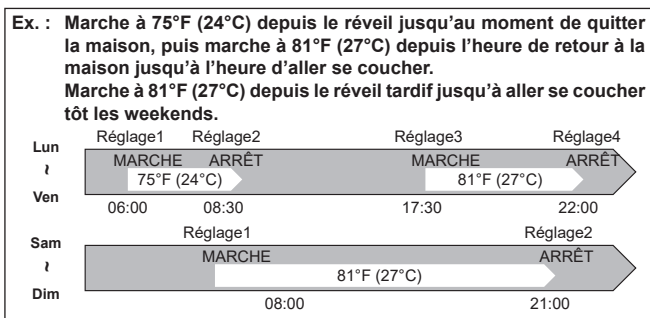 Ex. : Marche à 75°F (24°C) depuis le réveil jusqu'au moment de quitter
la maison, puis marche à 81°F (27°C) depuis l'heure de retour à la
maison jusqu'à l'heure d'aller se coucher.
Marche à 81°F (27°C) depuis le réveil tardif jusqu'à aller se coucher
tôt les weekends.
Réglage1 Réglage2 Réglage3 Réglage4
Lun
MARCHE ARRÊT MARCHE ARRÊT
~
75°F (24°C) 81°F (27°C)
Ven
06:00 08:30 17:30 22:00
Réglage1 Réglage2
Sam
MARCHE ARRÊT
~
81°F (27°C)
Dim
08:00 21:00